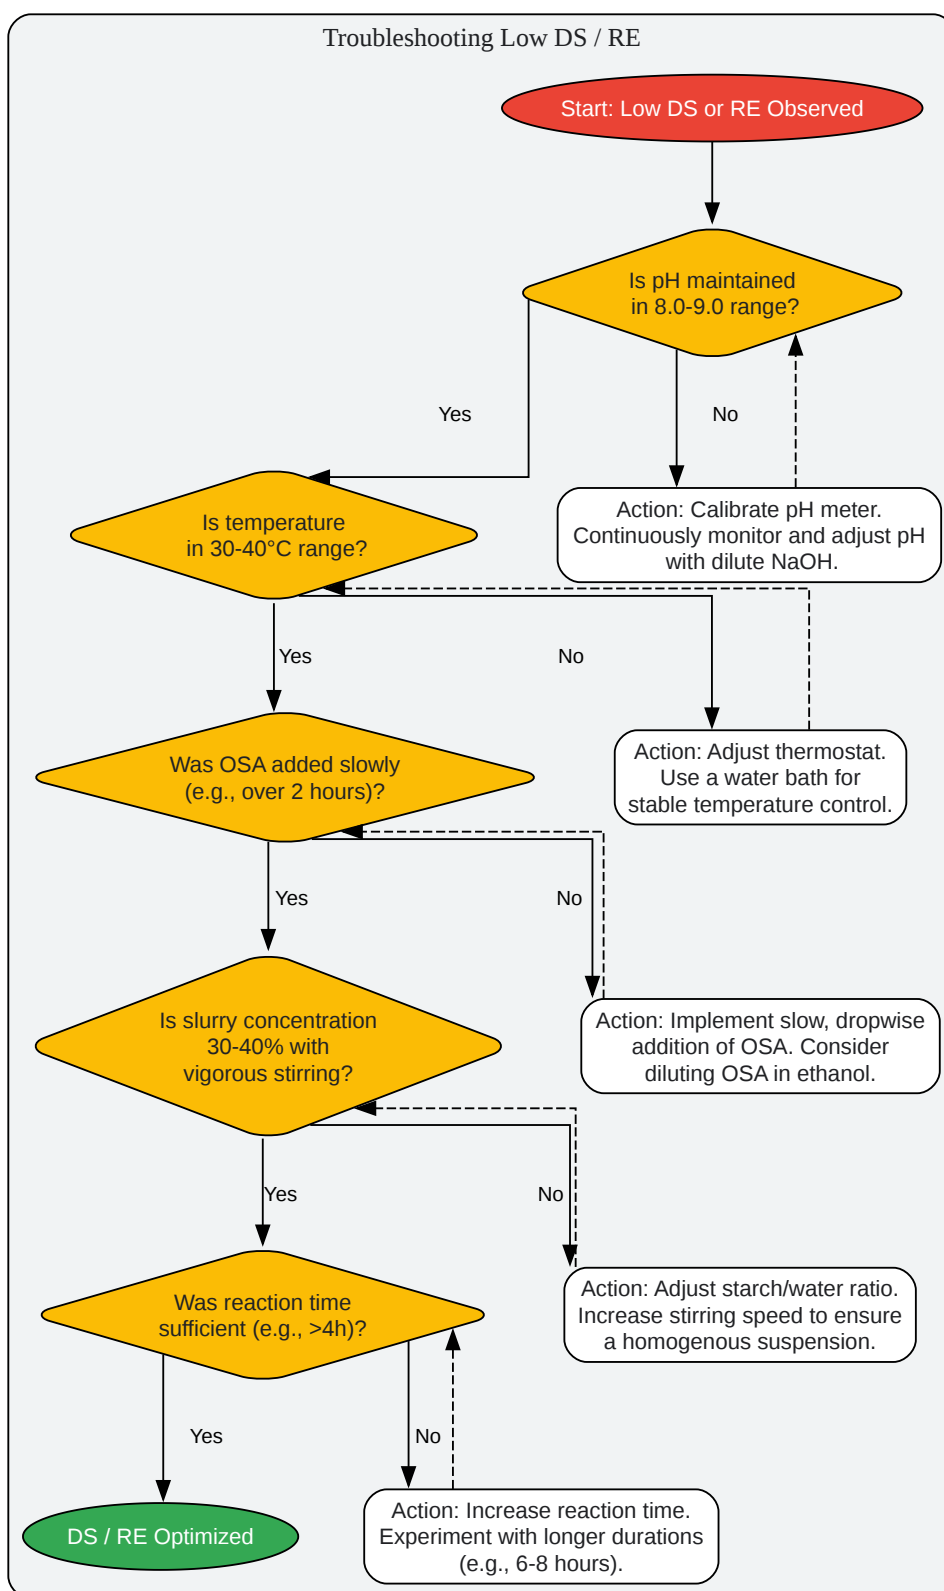 Troubleshooting Low DS / RE
Start: Low DS or RE Observed
Is pH maintained
in 8.0-9.0 range?
Yes
No
Action: Calibrate pH meter.
Continuously monitor and adjust pH
with dilute NaOH.
Is temperature
in 30-40°C range?
Yes
No
Action: Adjust thermostat.
Use a water bath for
stable temperature control.
Was OSA added slowly
(e.g., over 2 hours)?
Yes
No
Action: Implement slow, dropwise
addition of OSA. Consider
diluting OSA in ethanol.
Is slurry concentration
30-40% with
vigorous stirring?
Yes
No
Action: Adjust starch/water ratio.
Increase stirring speed to ensure
a homogenous suspension.
Was reaction time
sufficient (e.g., >4h)?
Yes
No
Action: Increase reaction time.
Experiment with longer durations
(e.g., 6-8 hours).
DS / RE Optimized